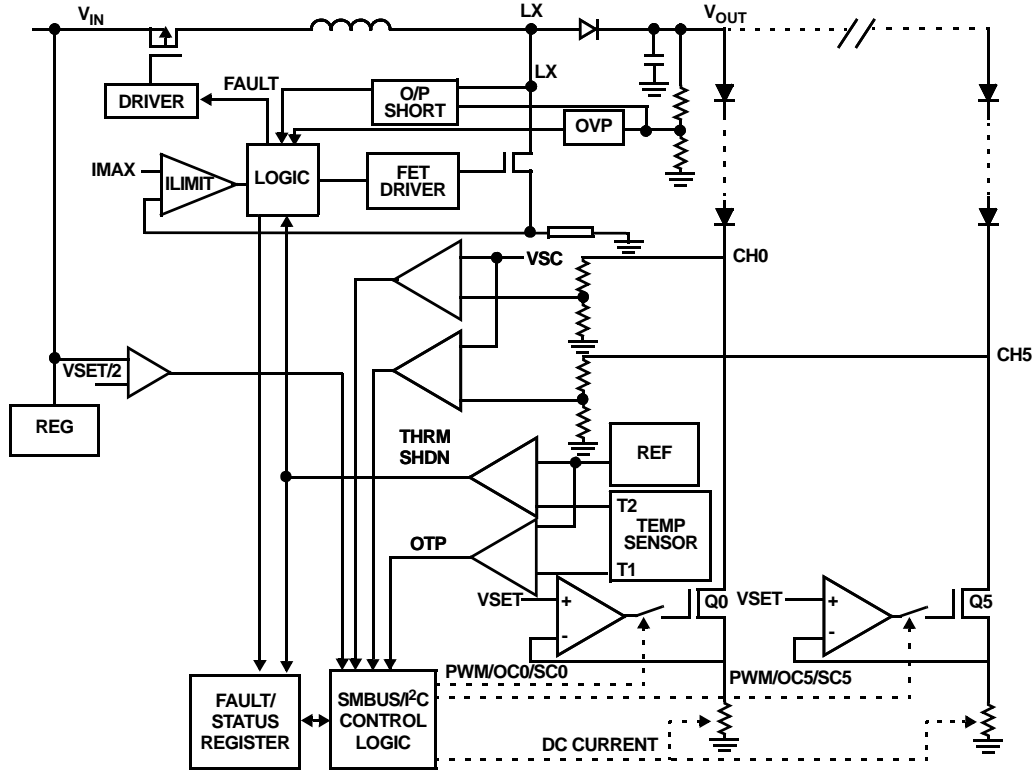 VIN
LX
VOUT
LX
FAULT
O/P
SHORT
DRIVER
OVP
IMAX
ILIMIT
LOGIC
FET
DRIVER
VSC
CH0
CH5
VSET/2
REG
THRM
SHDN
REF
T2
TEMP
SENSOR
OTP
T1
VSET
+
-
Q0
VSET
+
-
Q5
PWM/OC0/SC0
PWM/OC5/SC5
FAULT/
STATUS
REGISTER
SMBUS/I²C
CONTROL
LOGIC
DC CURRENT